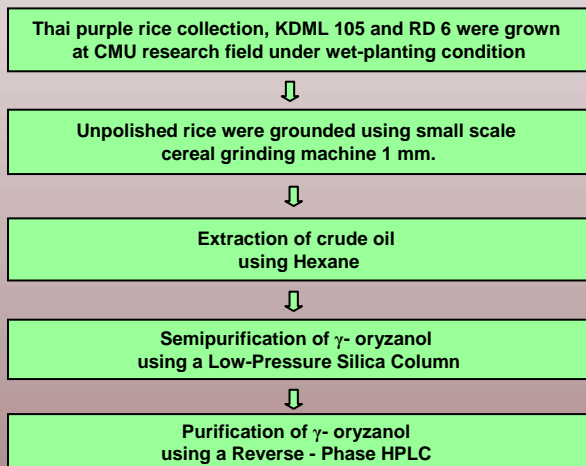 Thai purple rice collection, KDML 105 and RD 6 were grown
at CMU research field under wet-planting condition
Unpolished rice were grounded using small scale
cereal grinding machine 1 mm.
Extraction of crude oil
using Hexane
Semipurification of γ- oryzanol
using a Low-Pressure Silica Column
Purification of γ- oryzanol
using a Reverse - Phase HPLC